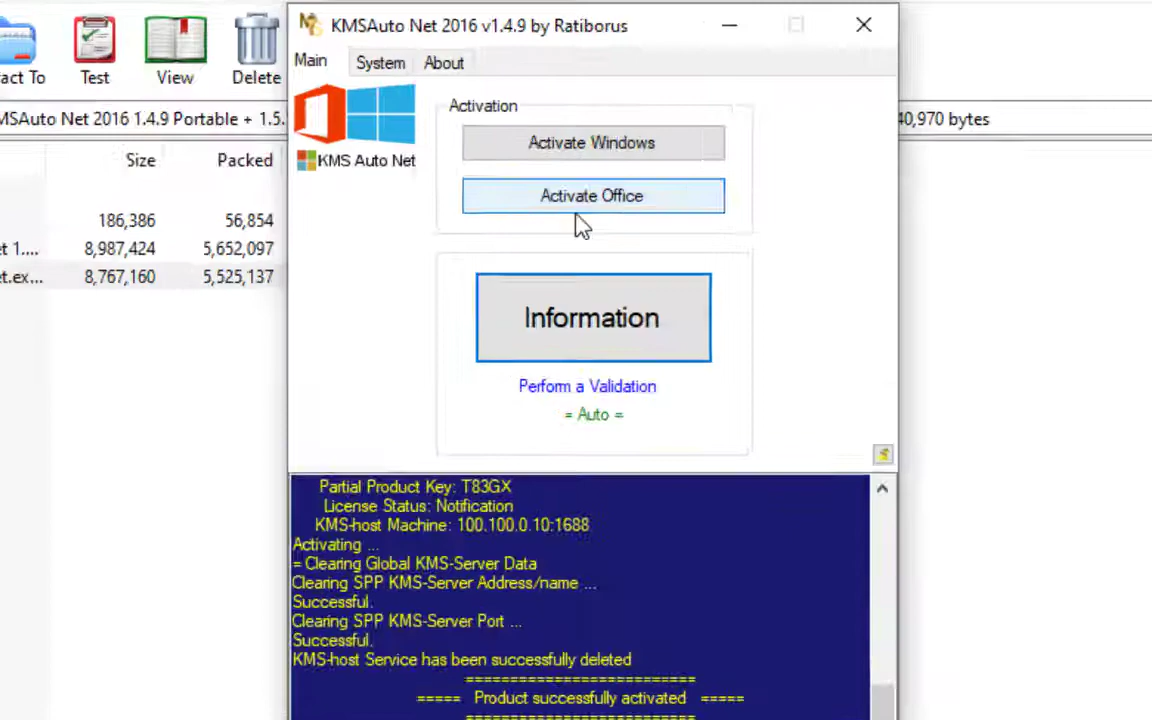 KMSAuto Net 2016 v1.4.9 by Ratiborus
act To
Test
View
Delete
Main
System
About
MSAuto Net 2016 1.4.9 Portable + 1.5.
40,970 bytes
Activation
Activate Windows
KMS Auto Net
Size
Packed
Activate Office
186,386
56,854
et 1....
8,987,424
5,652,097
et.ex...
8,767,160
5,525,137
Information
Perform a Validation
= Auto =
Partial Product Key: T83GX
License Status: Notification
KMS-host Machine: 100.100.0.10:1688
Activating ...
= Clearing Global KMS-Server Data
Clearing SPP KMS-Server Address/name ...
Successful.
Clearing SPP KMS-Server Port ...
Successful.
KMS-host Service has been successfully deleted
=========================
===== Product successfully activated =====
=========================